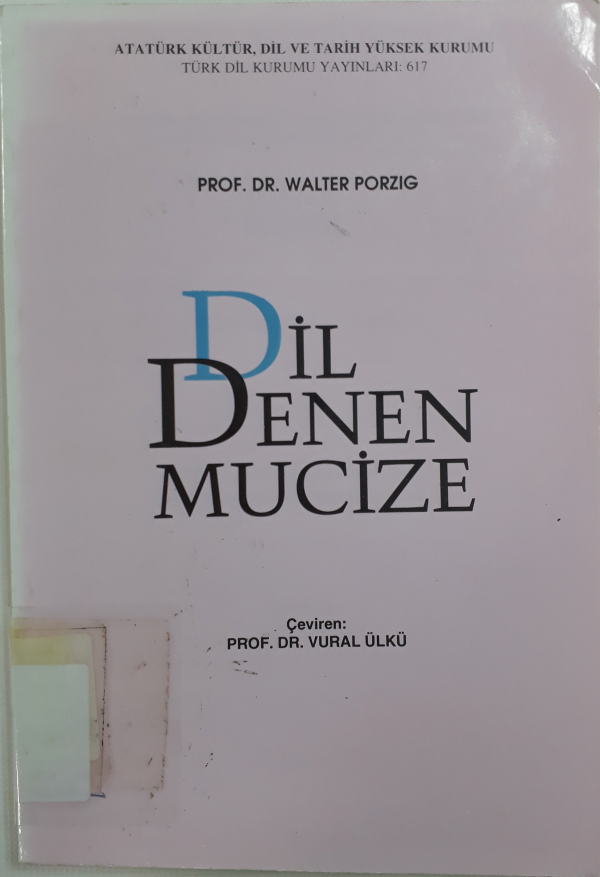 ATATÜRK KÜLTÜR, DİL VE TARİH YÜKSEK KURUMU
TÜRK DİL KURUMU YAYINLARI: 617
PROF. DR. WALTER PORZIG
DİL
DENEN
MUCİZE
Çeviren:
PROF. DR. VURAL ÜLKÜ